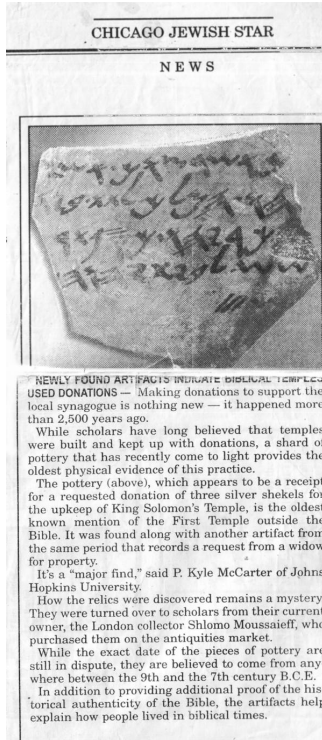 CHICAGO JEWISH STAR
NEWS
NEWLY FOUND ARTIFACTS INDICATE BIBLICAL TEMPLES
USED DONATIONS — Making donations to support the
local synagogue is nothing new — it happened more
than 2,500 years ago.
While scholars have long believed that temples
were built and kept up with donations, a shard of
pottery that has recently come to light provides the
oldest physical evidence of this practice.
The pottery (above), which appears to be a receipt
for a requested donation of three silver shekels for
the upkeep of King Solomon's Temple, is the oldest
known mention of the First Temple outside the
Bible. It was found along with another artifact from
the same period that records a request from a widow
for property.
It's a "major find," said P. Kyle McCarter of Johns
Hopkins University.
How the relics were discovered remains a mystery.
They were turned over to scholars from their current
owner, the London collector Shlomo Moussaieff, who
purchased them on the antiquities market.
While the exact date of the pieces of pottery are
still in dispute, they are believed to come from any
where between the 9th and the 7th century B.C.E.
In addition to providing additional proof of the his
torical authenticity of the Bible, the artifacts help
explain how people lived in biblical times.